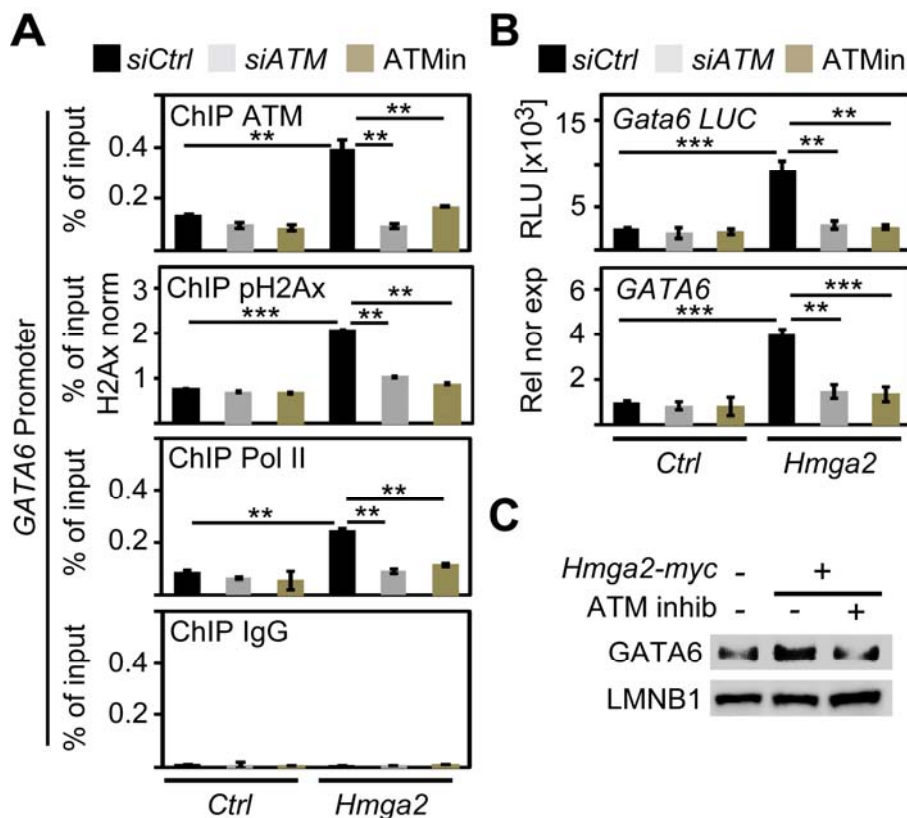 A
siCtrl siATM ATMin
GATA6 Promoter
% of input
0.4
0.2
ChIP ATM
** ** **
% of input
H2Ax norm
3
2
1
ChIP pH2Ax
*** ** **
% of input
0.4
0.2
ChIP Pol II
** ** **
% of input
0.4
0.2
ChIP IgG
Ctrl Hmga2
B
siCtrl siATM ATMin
RLU [x10³]
15
10
5
Gata6 LUC
*** ** **
Rel nor exp
6
4
2
GATA6
*** ** ***
Ctrl Hmga2
C
Hmga2-myc - +
ATM inhib - - +
GATA6
LMNB1